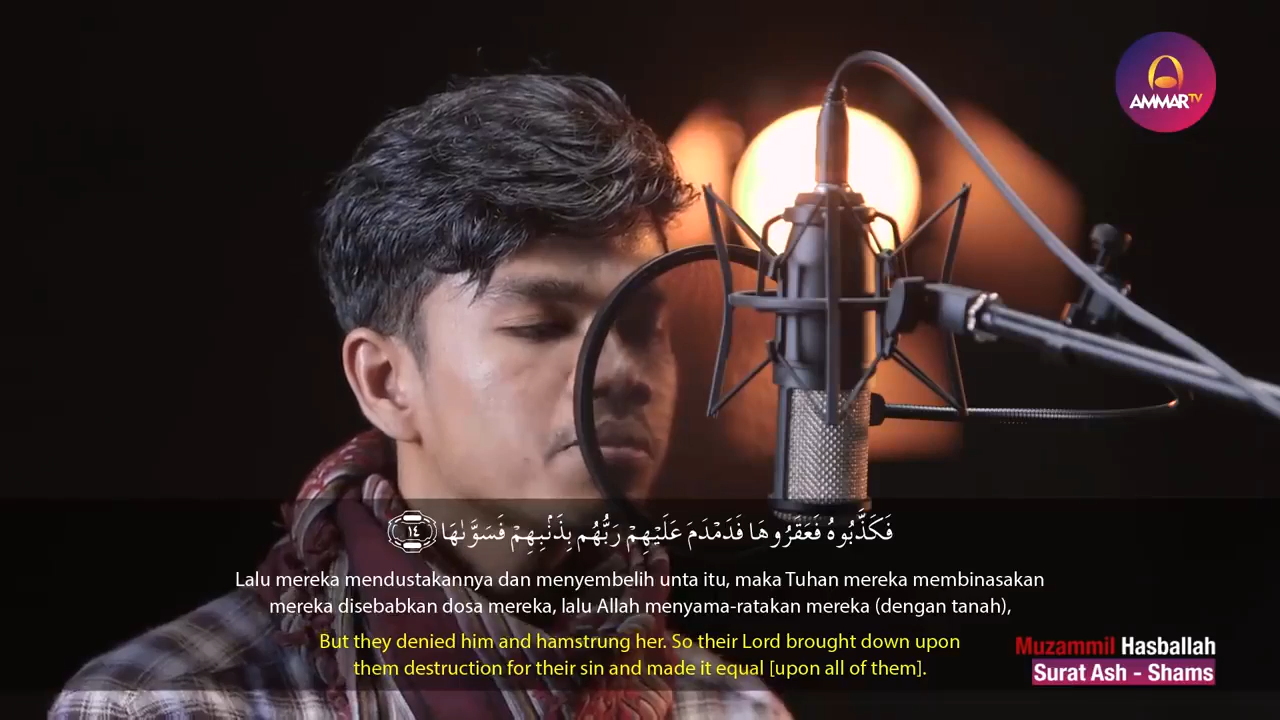 AMMAR TV
فَكَذَّبُوهُ فَعَقَرُوهَا فَدَمْدَمَ عَلَيْهِمْ رَبُّهُم بِذَنۢبِهِمْ فَسَوَّىٰهَا ١٤
Lalu mereka mendustakannya dan menyembelih unta itu, maka Tuhan mereka membinasakan
mereka disebabkan dosa mereka, lalu Allah menyama-ratakan mereka (dengan tanah),
But they denied him and hamstrung her. So their Lord brought down upon
them destruction for their sin and made it equal [upon all of them].
Muzammil Hasballah
Surat Ash - Shams